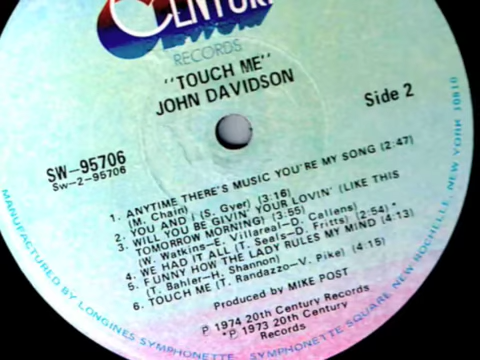 CENTURY
RECORDS
"TOUCH ME"
JOHN DAVIDSON
Side 2
SW-95706
Sw-2-95706
1. ANYTIME THERE'S MUSIC YOU'RE MY SONG (2:47)
(M. Chain)
2. YOU AND I (S. Gyer) (3:16)
3. WILL YOU BE GIVIN' YOUR LOVIN' (LIKE THIS
TOMORROW MORNING) (3:55)
(W. Watkins-E. Villareal-D. Callens)
4. WE HAD IT ALL (T. Seals-D. Fritts) (2:54)*
5. FUNNY HOW THE LADY RULES MY MIND (4:13)
(T. Bahler-H. Shannon)
6. TOUCH ME (T. Randazzo-V. Pike) (4:15)
Produced by MIKE POST
℗ 1974 20th Century Records
*℗ 1973 20th Century
Records
MANUFACTURED BY LONGINES SYMPHONETTE, SYMPHONETTE SQUARE NEW ROCHELLE, NEW YORK 10810